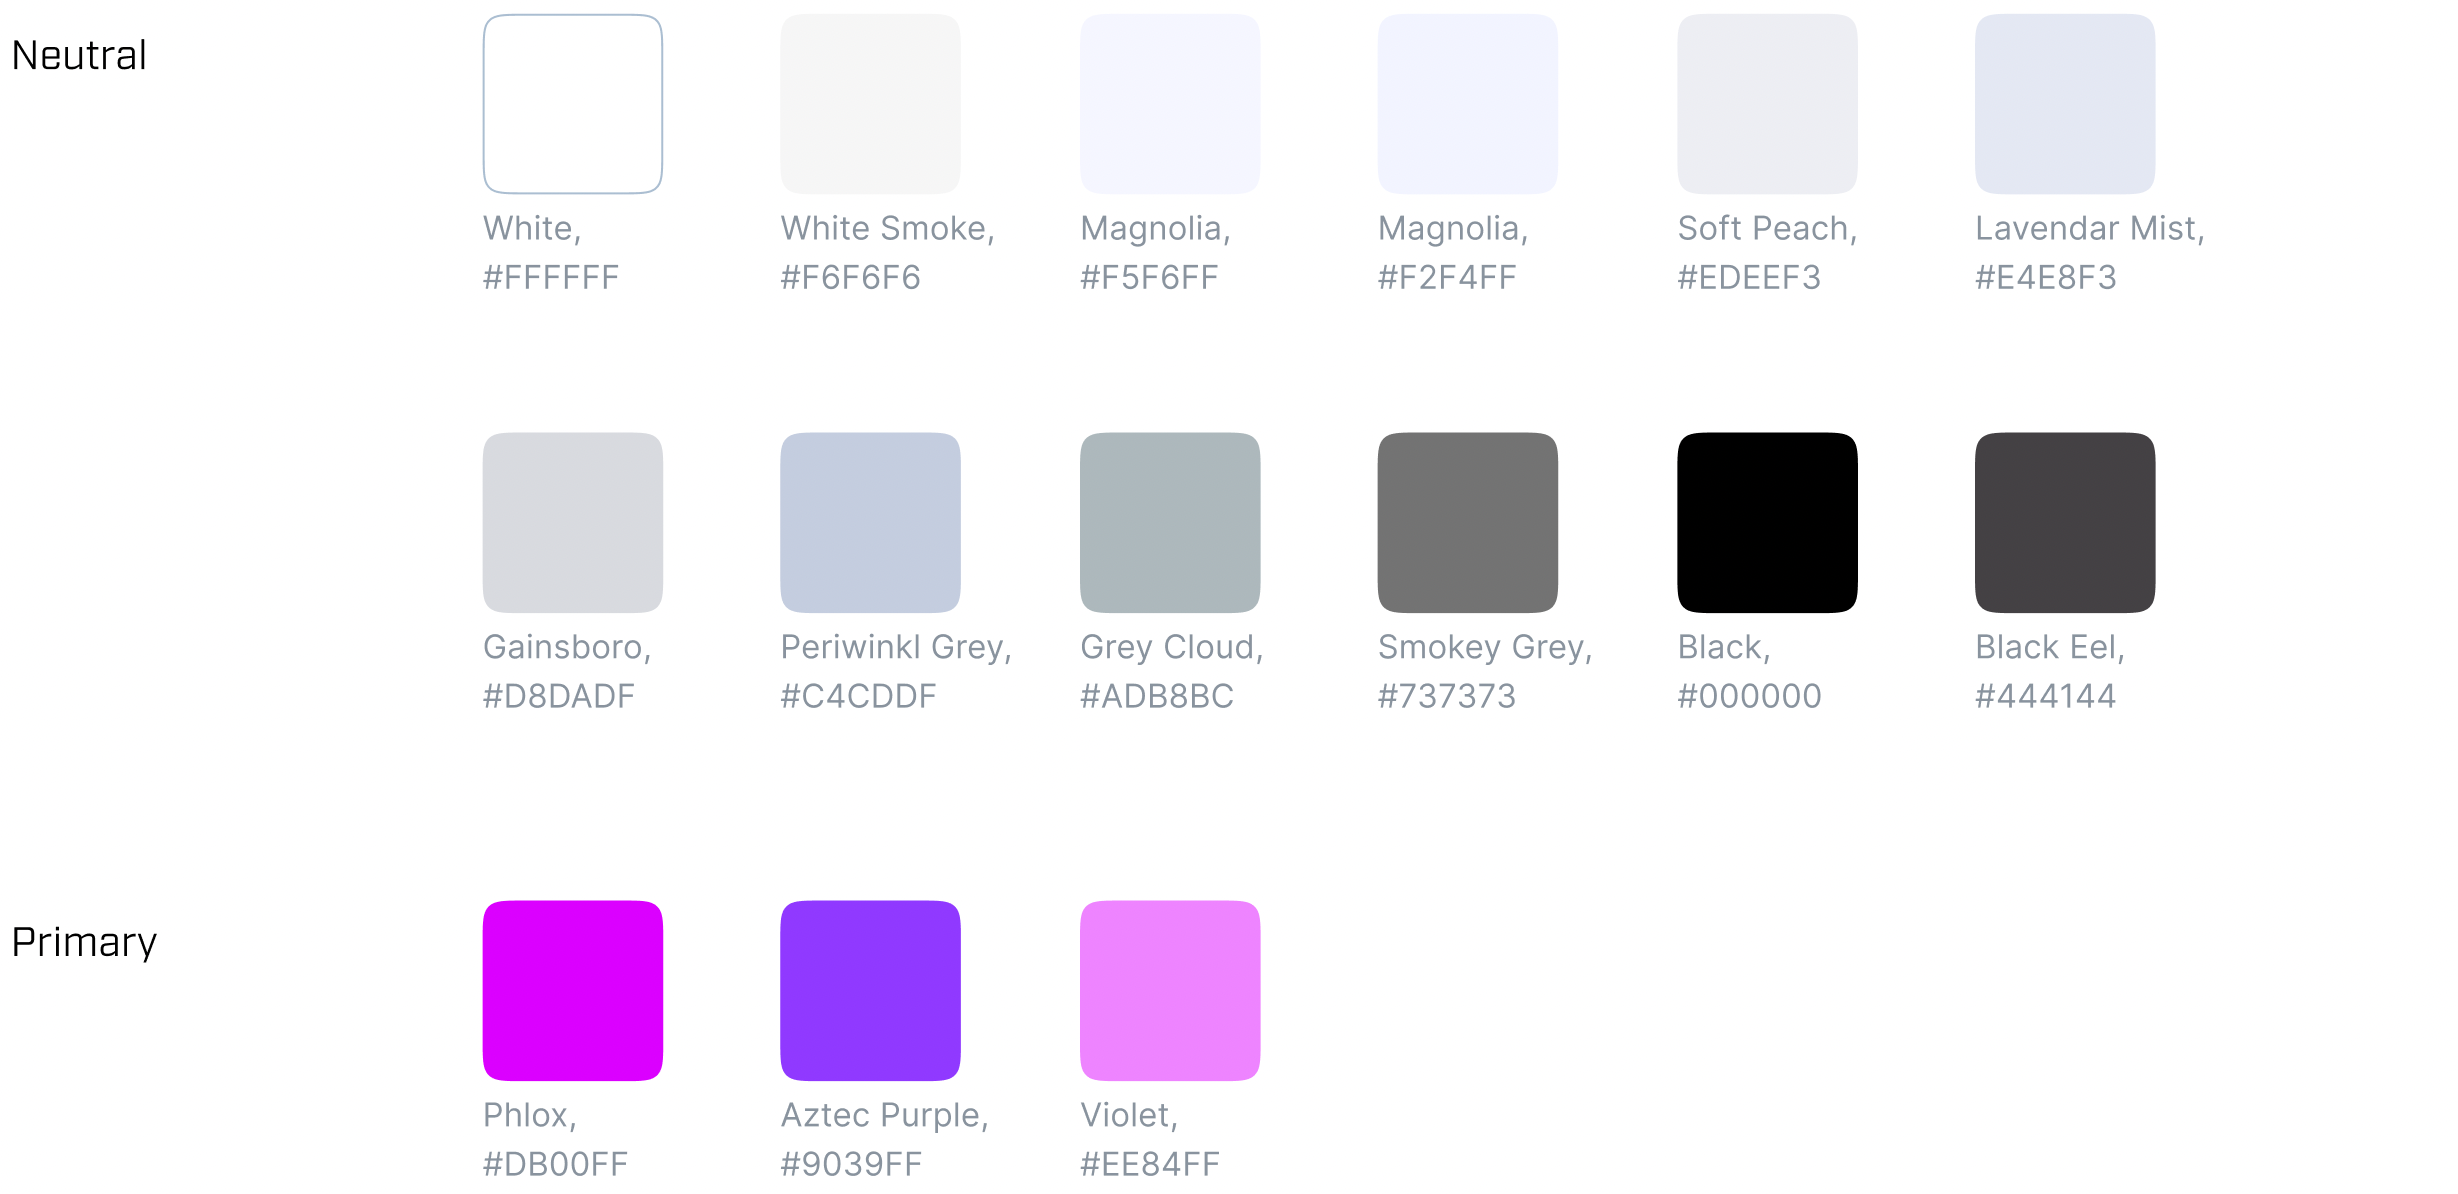 Neutral
White,
#FFFFFF
White Smoke,
#F6F6F6
Magnolia,
#F5F6FF
Magnolia,
#F2F4FF
Soft Peach,
#EDEEF3
Lavendar Mist,
#E4E8F3
Gainsboro,
#D8DADF
Periwinkl Grey,
#C4CDDF
Grey Cloud,
#ADB8BC
Smokey Grey,
#737373
Black,
#000000
Black Eel,
#444144
Primary
Phlox,
#DB00FF
Aztec Purple,
#9039FF
Violet,
#EE84FF